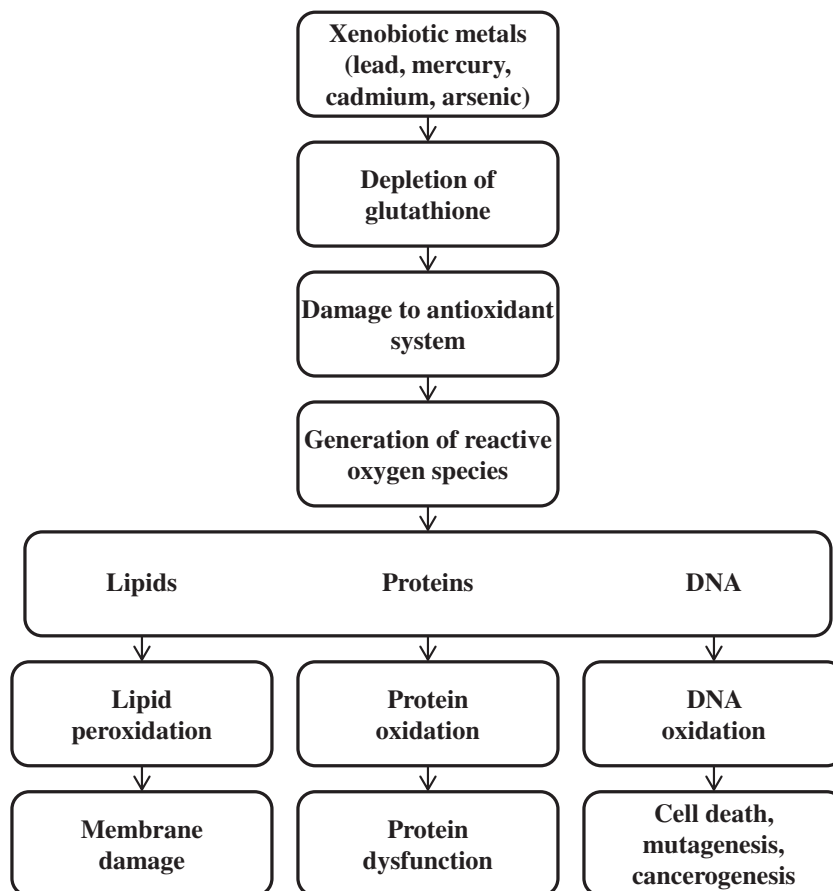 Xenobiotic metals
(lead, mercury,
cadmium, arsenic)
Depletion of
glutathione
Damage to antioxidant
system
Generation of reactive
oxygen species
Lipids
Proteins
DNA
Lipid
peroxidation
Protein
oxidation
DNA
oxidation
Membrane
damage
Protein
dysfunction
Cell death,
mutagenesis,
cancerogenesis